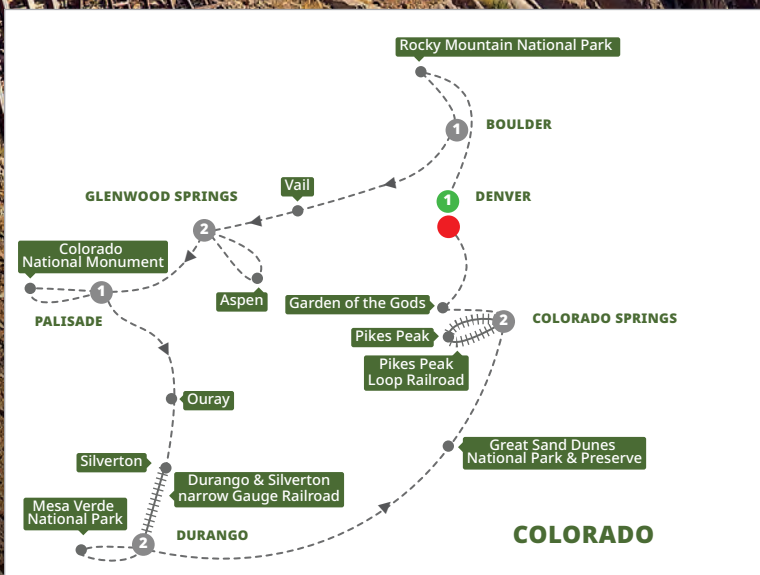 Rocky Mountain National Park
1
BOULDER
Vail
GLENWOOD SPRINGS
1
DENVER
2
Colorado
National Monument
1
Aspen
Garden of the Gods
PALISADE
2
COLORADO SPRINGS
Pikes Peak
Pikes Peak
Loop Railroad
Ouray
Great Sand Dunes
National Park & Preserve
Silverton
Durango & Silverton
narrow Gauge Railroad
Mesa Verde
National Park
2
DURANGO
COLORADO